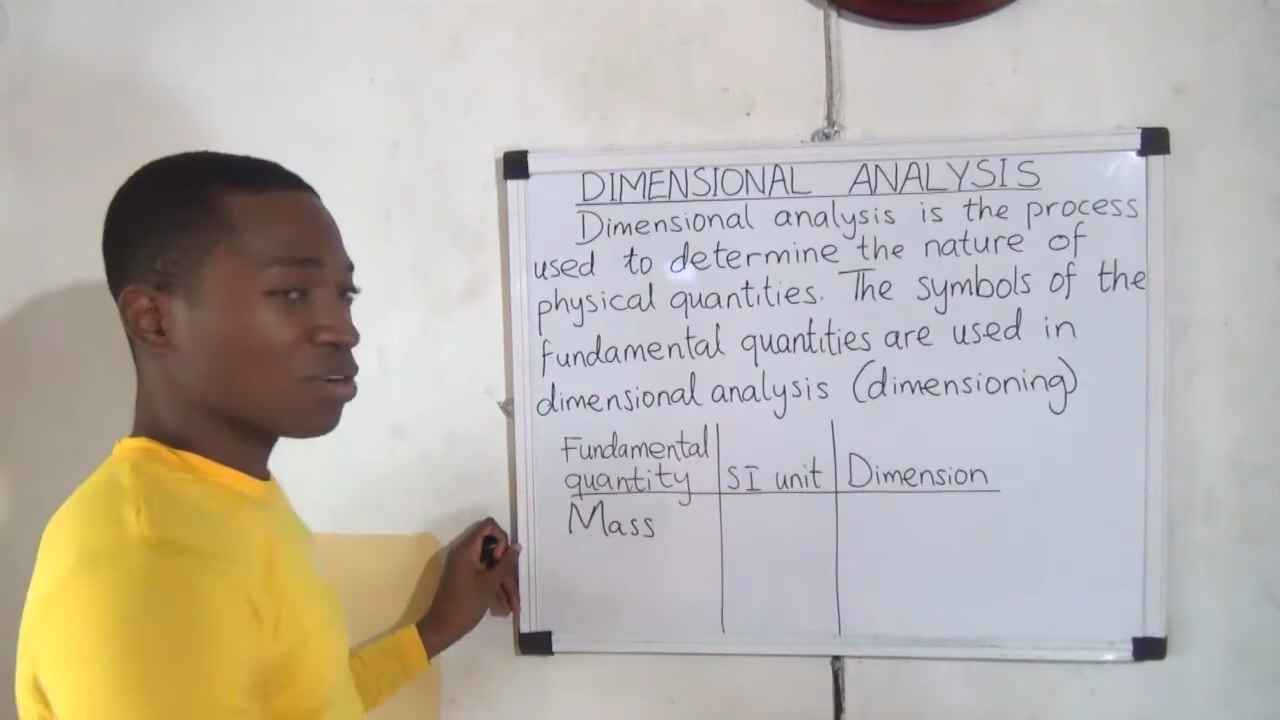 DIMENSIONAL ANALYSIS
Dimensional analysis is the process
used to determine the nature of
physical quantities. The symbols of the
fundamental quantities are used in
dimensional analysis (dimensioning)
Fundamental
quantity SI unit Dimension
Mass